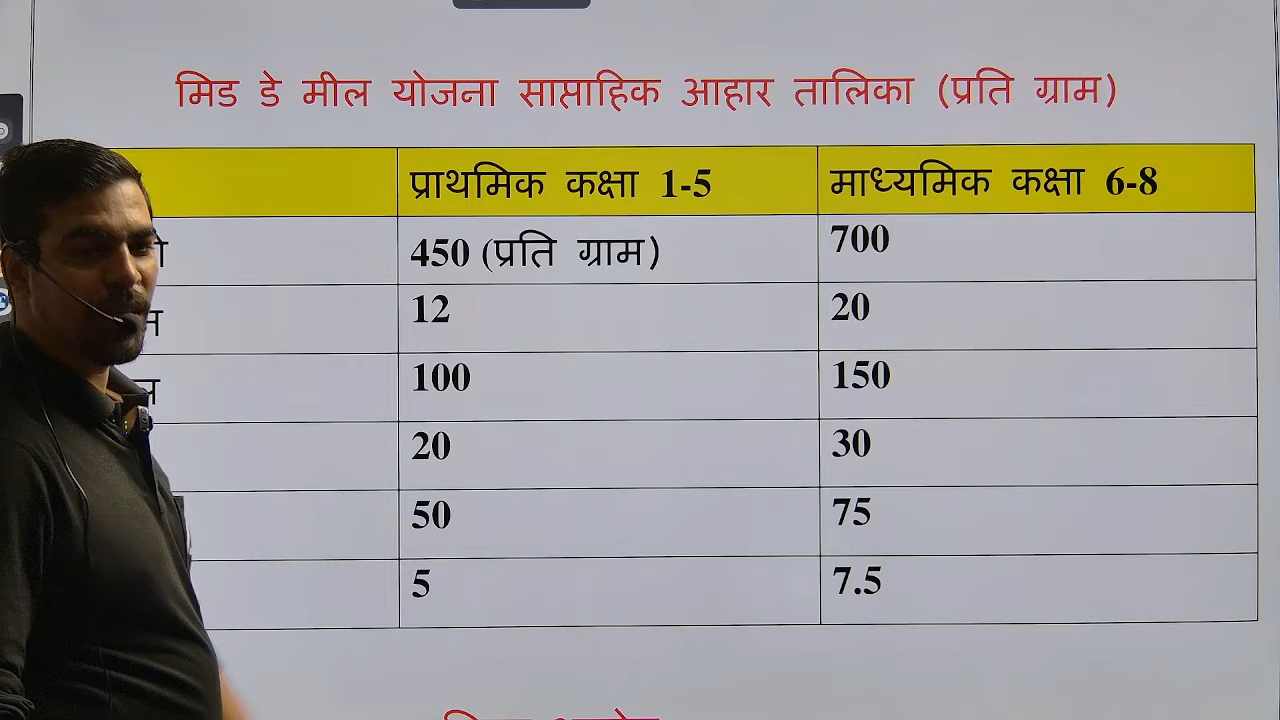 मिड डे मील योजना साप्ताहिक आहार तालिका (प्रति ग्राम)
प्राथमिक कक्षा 1-5 माध्यमिक कक्षा 6-8
450 (प्रति ग्राम) 700
12 20
100 150
20 30
50 75
5 7.5